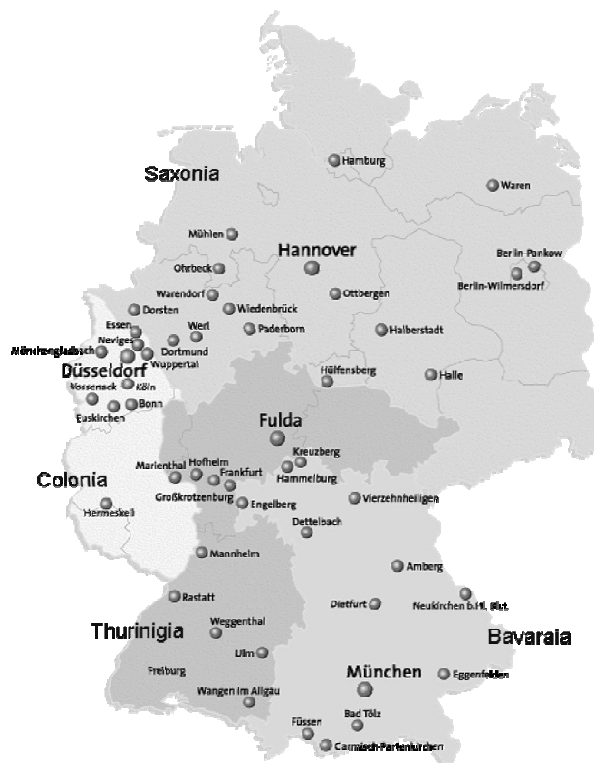 Hamburg
Saxonia
Waren
Mühlen
Hannover
Berlin-Pankow
Ohrbeck
Berlin-Wilmersdorf
Warendorf
Ottbergen
Dorsten
Wiedenbrück
Essen
Werl
Paderborn
Halberstadt
Neviges
Mönchengladbach
Dortmund
Wuppertal
Düsseldorf
Hülfensberg
Halle
Vossenack
Köln
Bonn
Euskirchen
Fulda
Kreuzberg
Marienthal
Hofheim
Frankfurt
Hammelburg
Colonia
Großkrotzenburg
Vierzehnheiligen
Hermeskeil
Engelberg
Dettelbach
Mannheim
Amberg
Rastatt
Dietfurt
Neukirchen b.Hl. Blut.
Weggenthal
Thurinigia
Bavaraia
Ulm
München
Freiburg
Eggenfelden
Wangen im Allgäu
Bad Tölz
Füssen